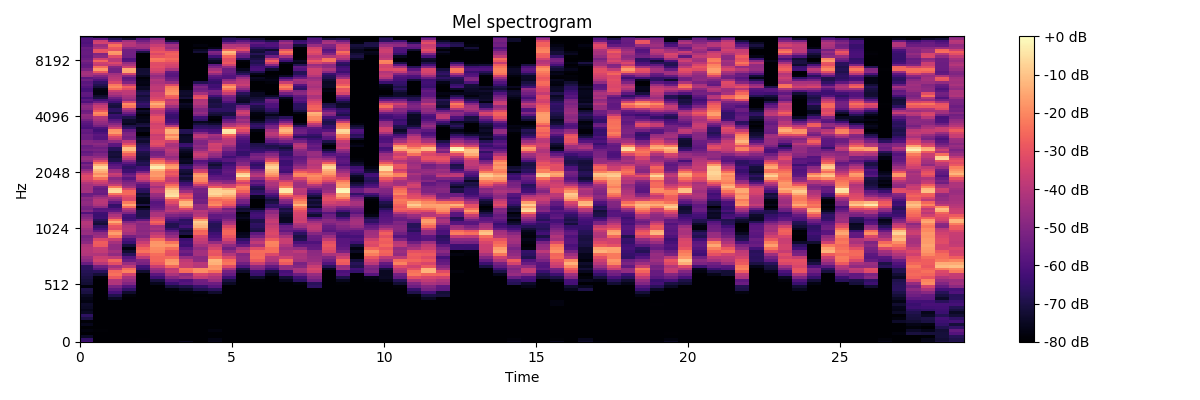 Mel spectrogram
8192
4096
2048
1024
512
0
Hz
0 5 10 15 20 25
Time
+0 dB
-10 dB
-20 dB
-30 dB
-40 dB
-50 dB
-60 dB
-70 dB
-80 dB